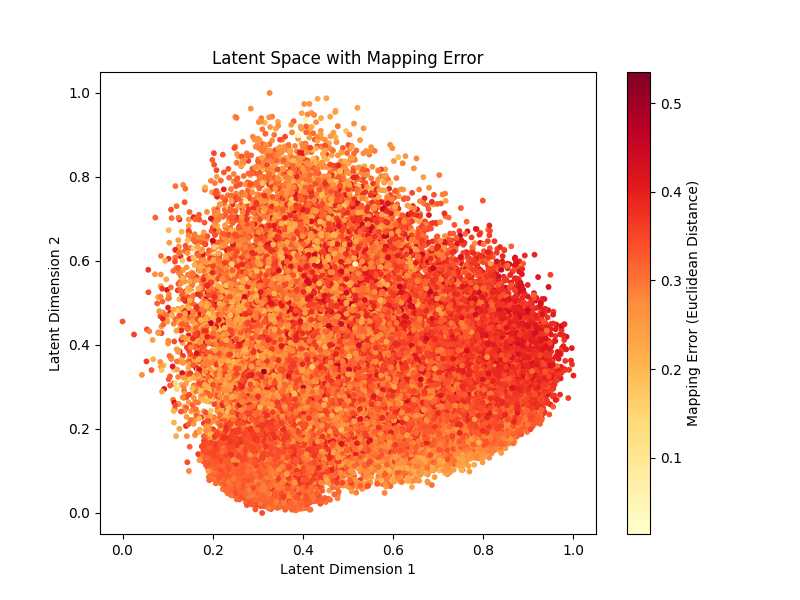 Latent Space with Mapping Error
1.0
0.8
0.6
0.4
0.2
0.0
Latent Dimension 2
0.0 0.2 0.4 0.6 0.8 1.0
Latent Dimension 1
0.5
0.4
0.3
0.2
0.1
Mapping Error (Euclidean Distance)